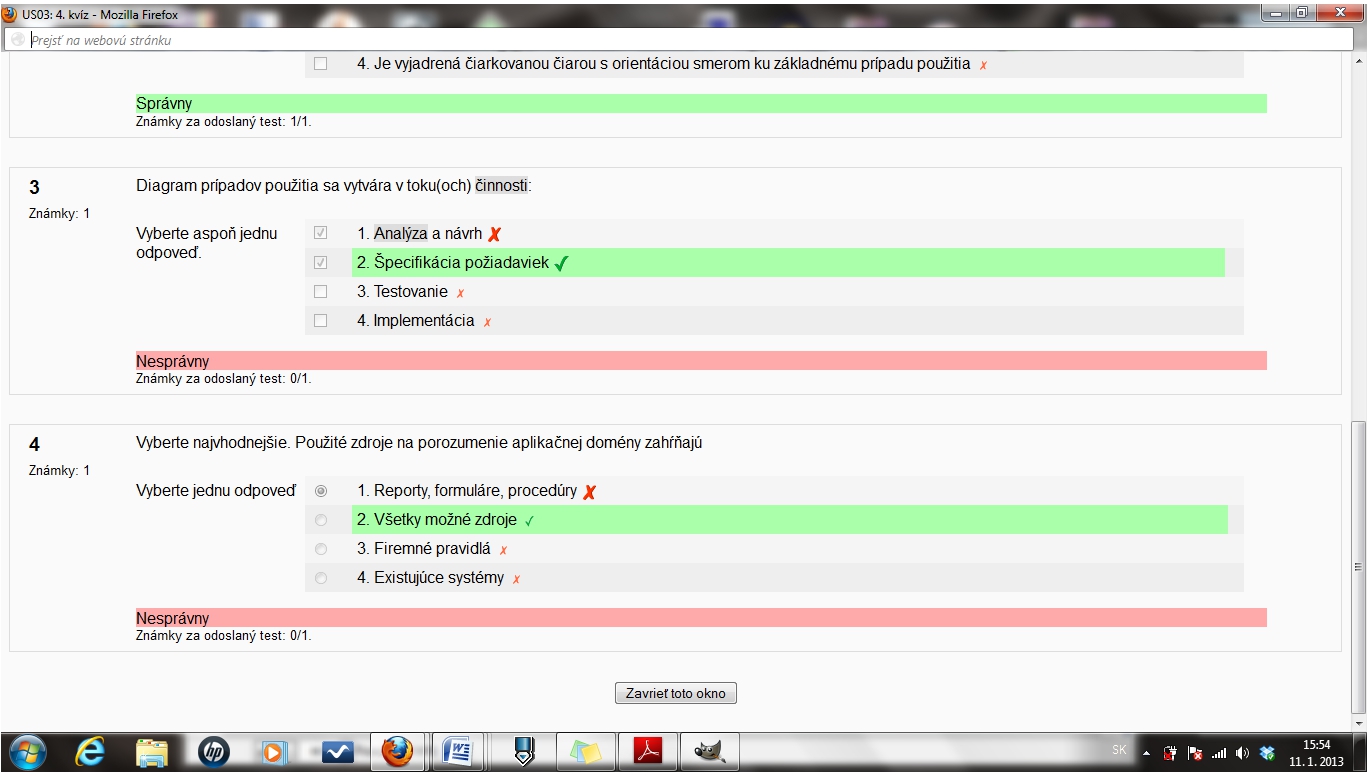 US03: 4. kvíz - Mozilla Firefox
Prejsť na webovú stránku
4. Je vyjadrená čiarkovanou čiarou s orientáciou smerom ku základnému prípadu použitia
Správny
Známky za odoslaný test: 1/1.
3
Známky: 1
Diagram prípadov použitia sa vytvára v toku(och) činnosti:
Vyberte aspoň jednu
odpoveď.
1. Analýza a návrh
2. Špecifikácia požiadaviek
3. Testovanie
4. Implementácia
Nesprávny
Známky za odoslaný test: 0/1.
4
Známky: 1
Vyberte najvhodnejšie. Použité zdroje na porozumenie aplikačnej domény zahŕňajú
Vyberte jednu odpoveď
1. Reporty, formuláre, procedúry
2. Všetky možné zdroje
3. Firemné pravidlá
4. Existujúce systémy
Nesprávny
Známky za odoslaný test: 0/1.
Zavrieť toto okno
hp
SK
15:54
11. 1. 2013